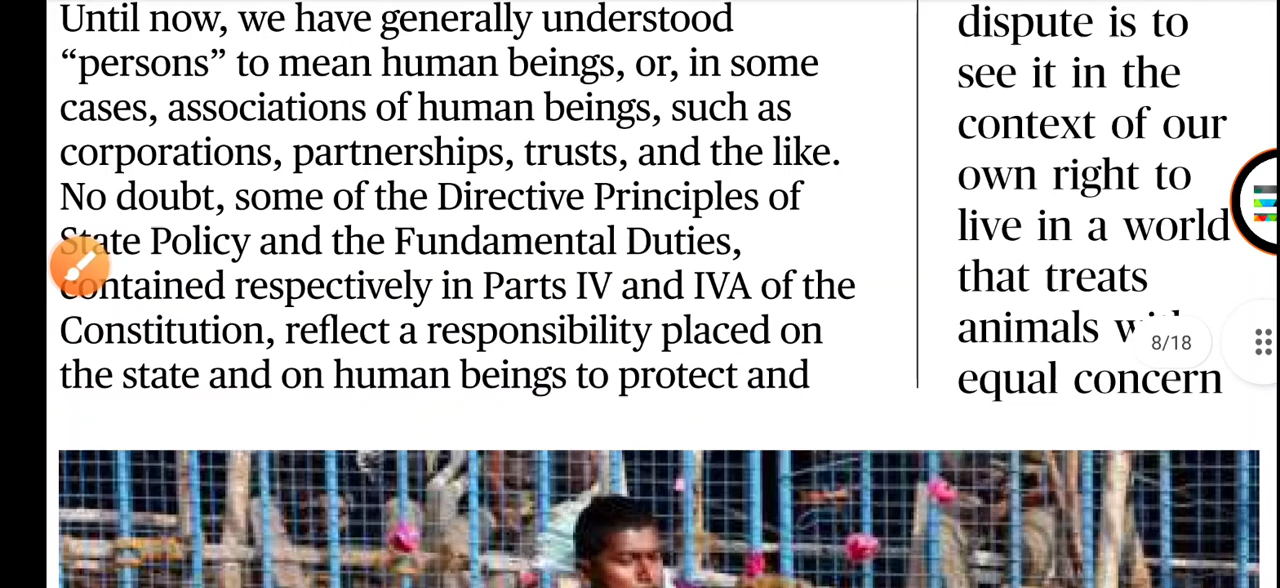 Until now, we have generally understood
“persons” to mean human beings, or, in some
cases, associations of human beings, such as
corporations, partnerships, trusts, and the like.
No doubt, some of the Directive Principles of
State Policy and the Fundamental Duties,
contained respectively in Parts IV and IVA of the
Constitution, reflect a responsibility placed on
the state and on human beings to protect and
dispute is to
see it in the
context of our
own right to
live in a world
that treats
animals with
equal concern
8/18